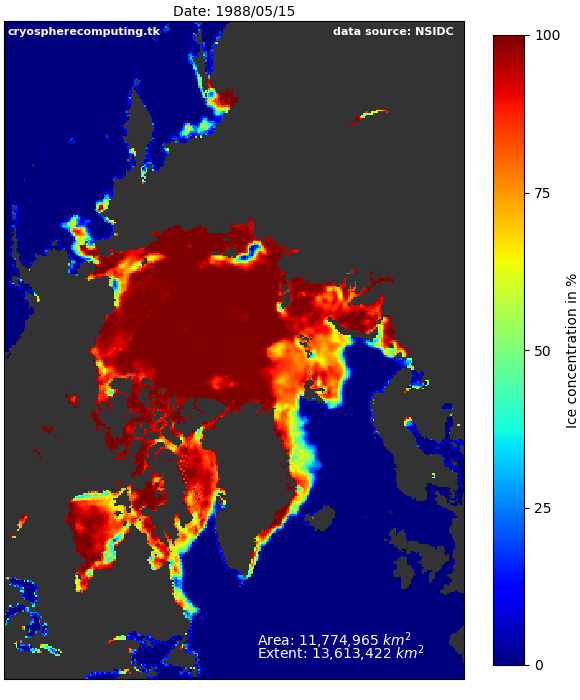 Date: 1988/05/15
cryospherecomputing.tk
data source: NSIDC
100
75
50
25
0
Ice concentration in %
Area: 11,774,965 km²
Extent: 13,613,422 km²